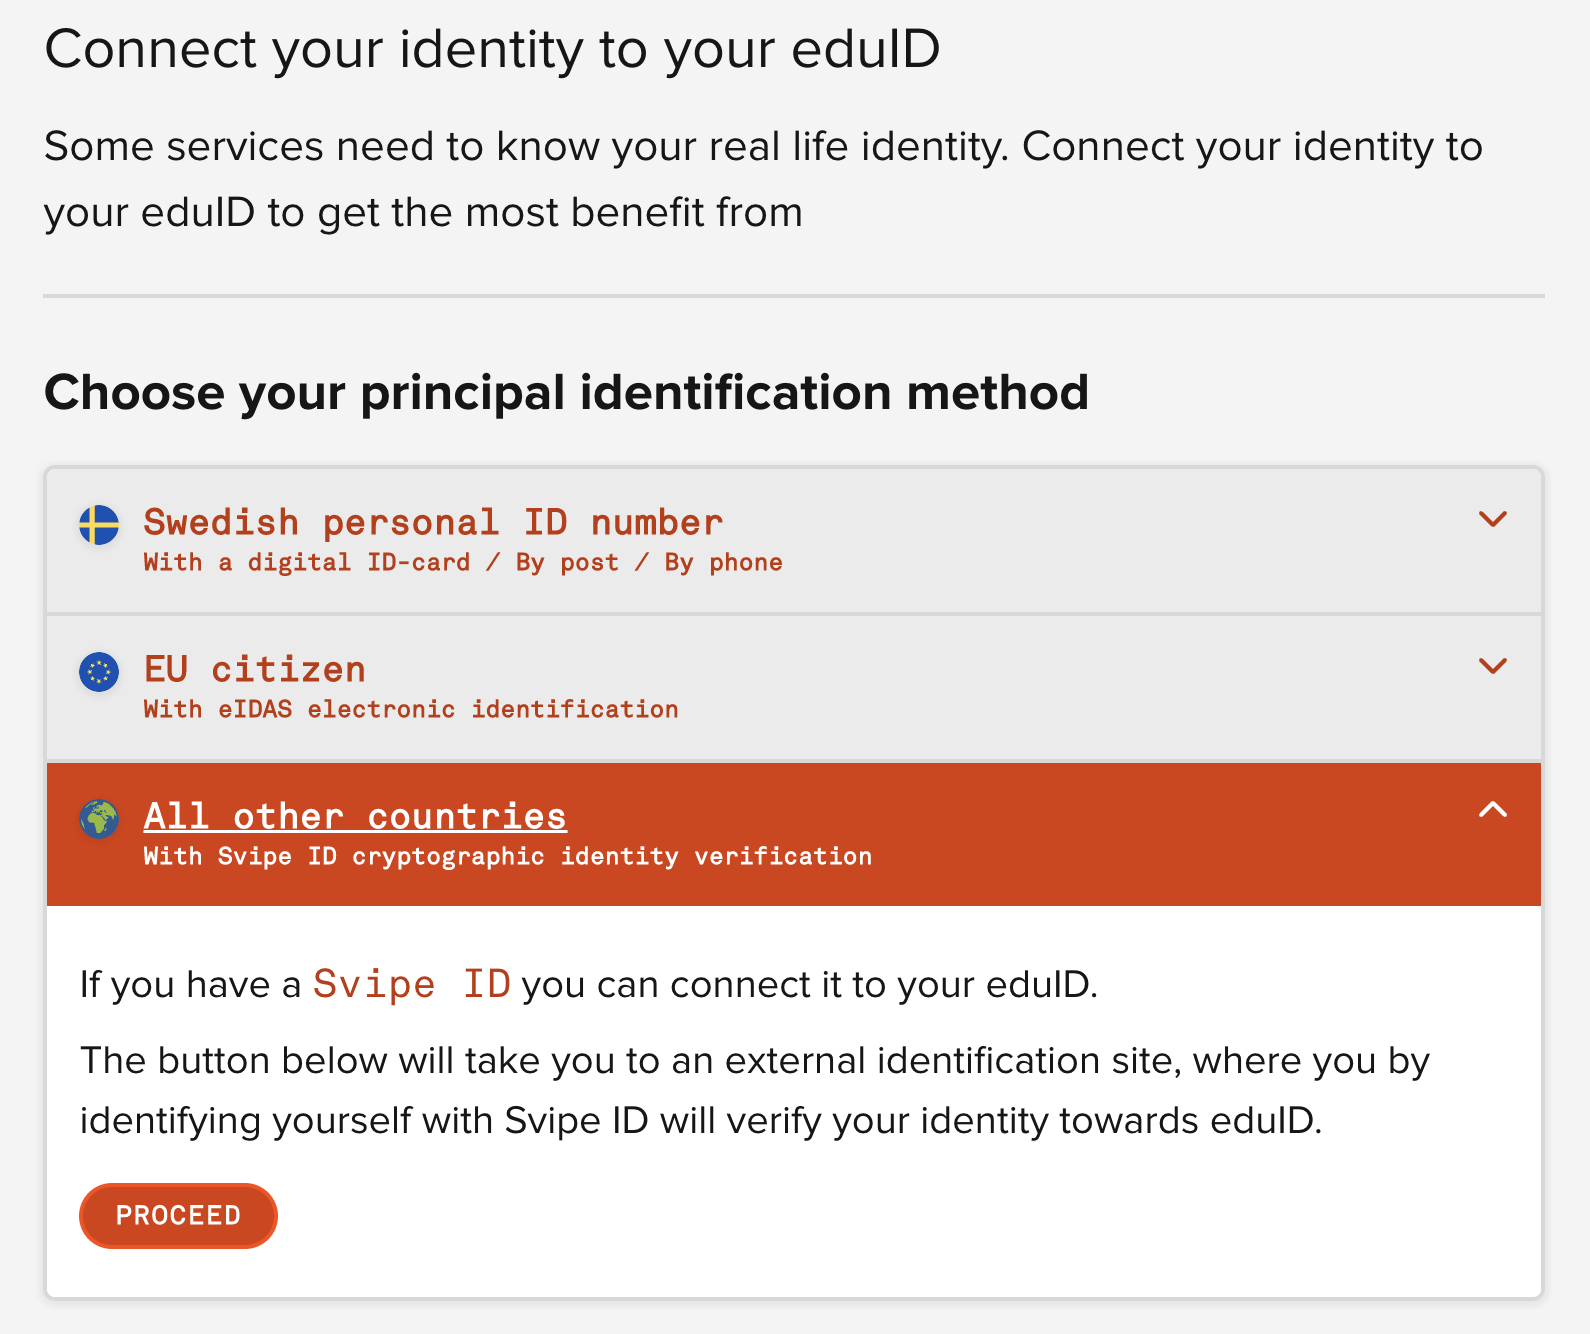 Connect your identity to your eduID
Some services need to know your real life identity. Connect your identity to
your eduID to get the most benefit from
Choose your principal identification method
Swedish personal ID number
With a digital ID-card / By post / By phone
EU citizen
With eIDAS electronic identification
All other countries
With Svipe ID cryptographic identity verification
If you have a Svipe ID you can connect it to your eduID.
The button below will take you to an external identification site, where you by
identifying yourself with Svipe ID will verify your identity towards eduID.
PROCEED